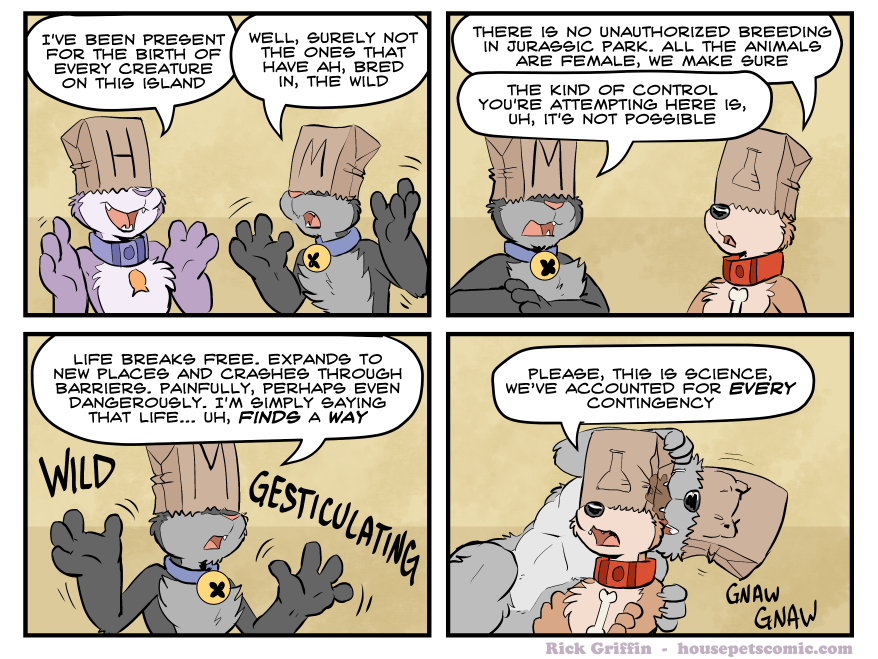 I'VE BEEN PRESENT
FOR THE BIRTH OF
EVERY CREATURE
ON THIS ISLAND
WELL, SURELY NOT
THE ONES THAT
HAVE AH, BRED
IN, THE WILD
H
M
THERE IS NO UNAUTHORIZED BREEDING
IN JURASSIC PARK. ALL THE ANIMALS
ARE FEMALE, WE MAKE SURE
THE KIND OF CONTROL
YOU'RE ATTEMPTING HERE IS,
UH, IT'S NOT POSSIBLE
M
LIFE BREAKS FREE. EXPANDS TO
NEW PLACES AND CRASHES THROUGH
BARRIERS. PAINFULLY, PERHAPS EVEN
DANGEROUSLY. I'M SIMPLY SAYING
THAT LIFE... UH, FINDS A WAY
M
WILD
GESTICULATING
PLEASE, THIS IS SCIENCE,
WE'VE ACCOUNTED FOR EVERY
CONTINGENCY
GNAW
GNAW
Rick Griffin - housepetscomic.com